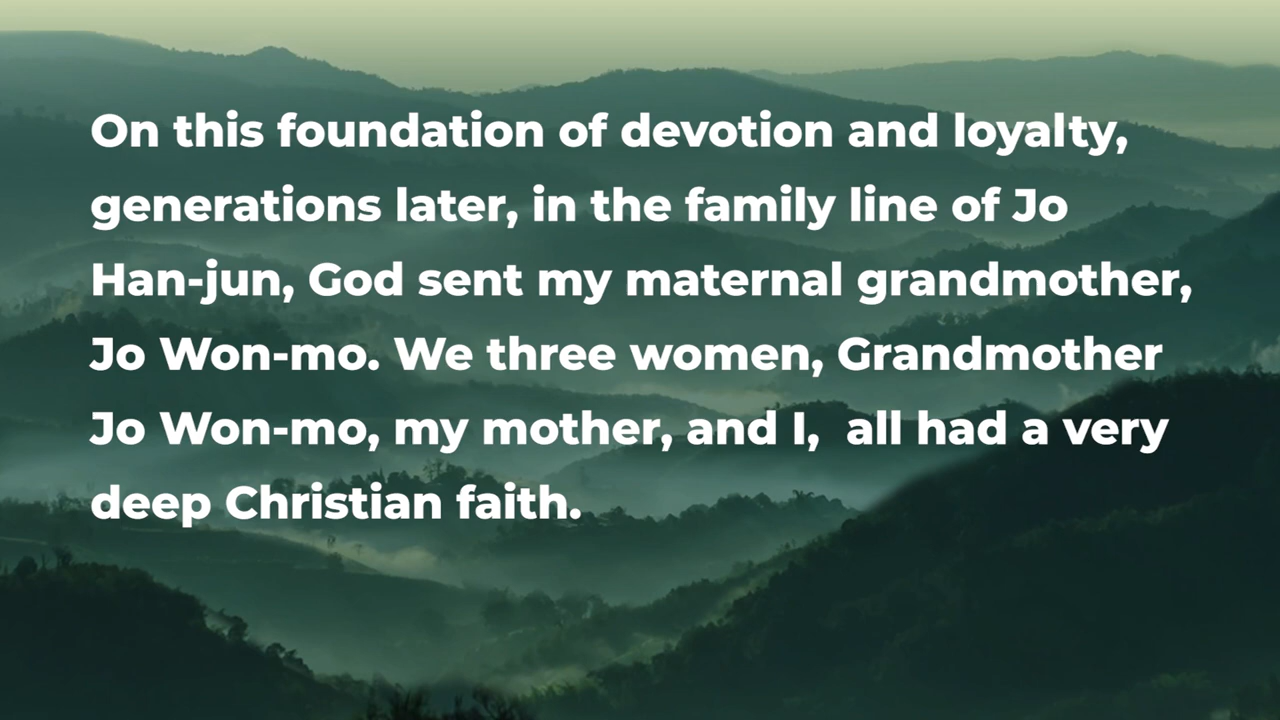 On this foundation of devotion and loyalty,
generations later, in the family line of Jo
Han-jun, God sent my maternal grandmother,
Jo Won-mo. We three women, Grandmother
Jo Won-mo, my mother, and I,  all had a very
deep Christian faith.